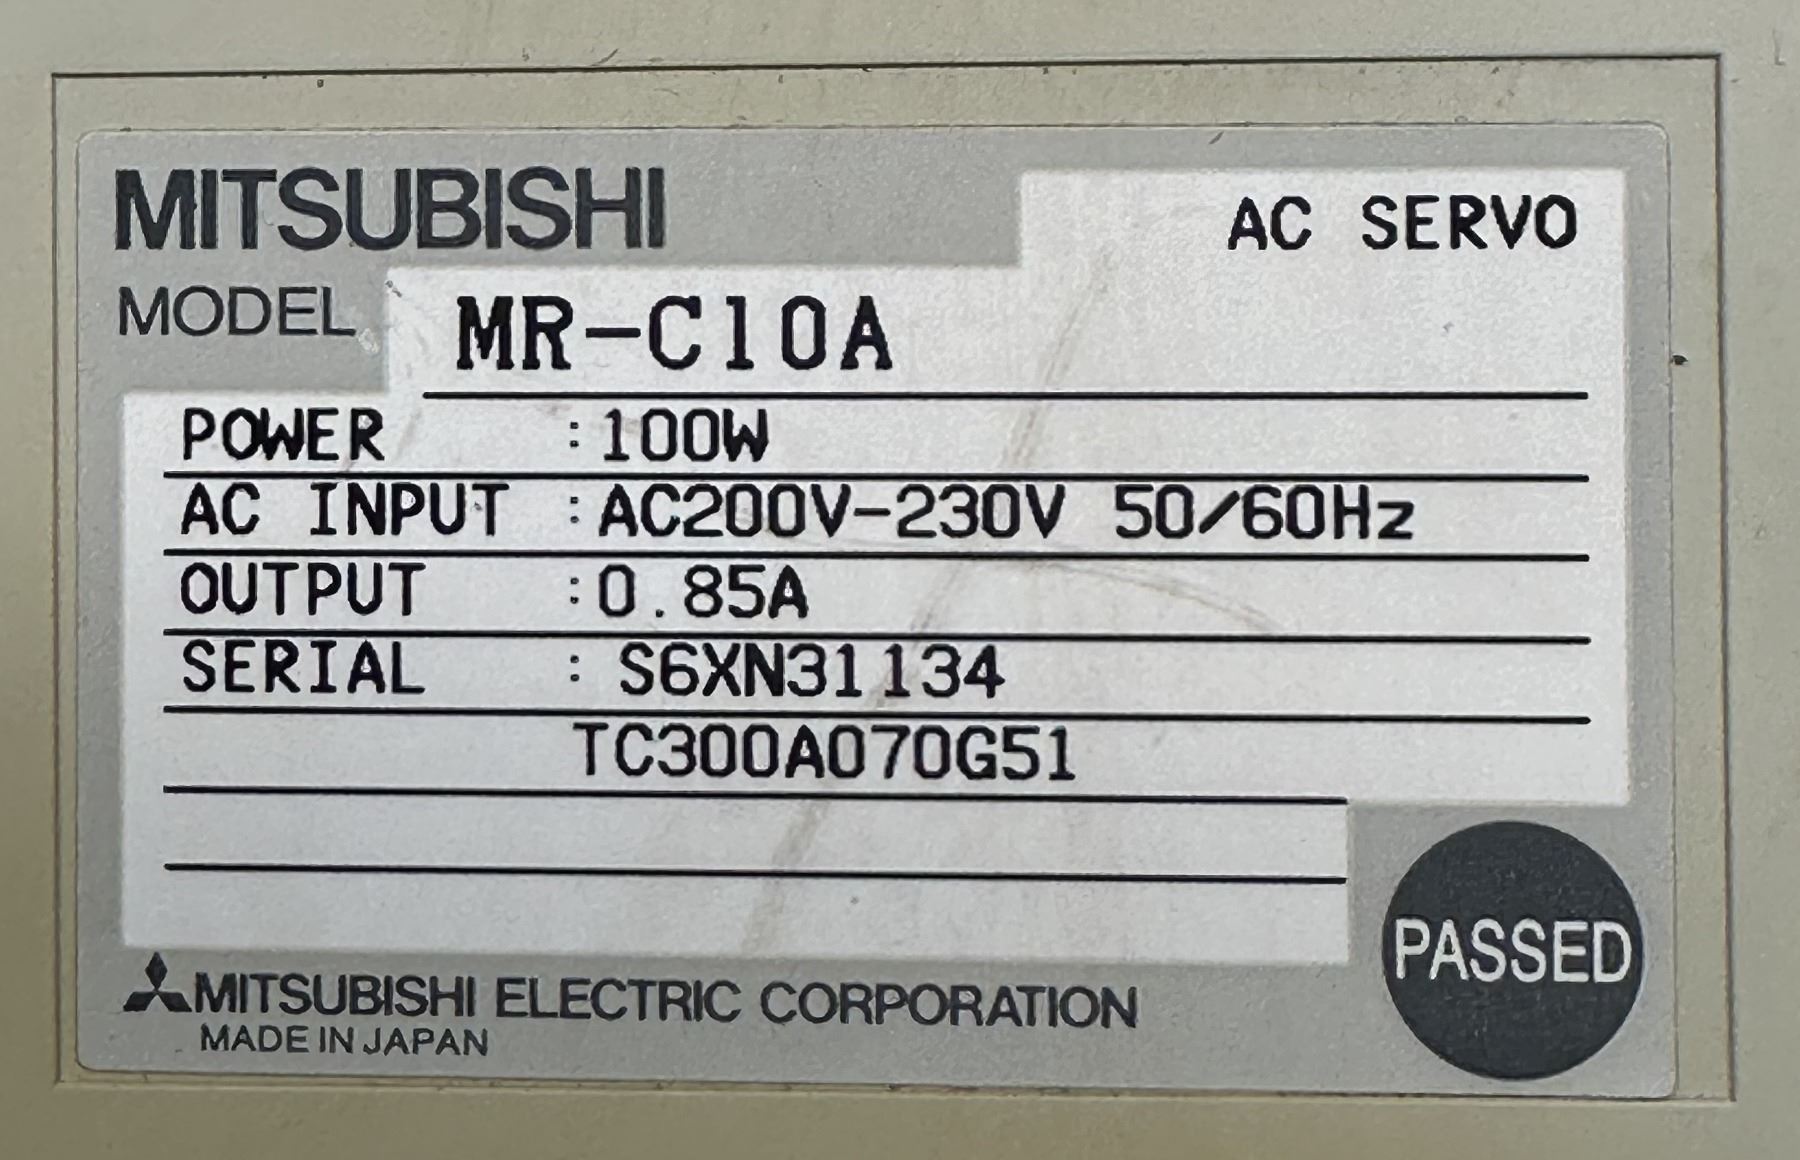 MITSUBISHI
AC SERVO
MODEL MR-C10A
POWER : 100W
AC INPUT : AC200V-230V 50/60Hz
OUTPUT : 0.85A
SERIAL : S6XN31134
TC300A070G51
PASSED
MITSUBISHI ELECTRIC CORPORATION
MADE IN JAPAN